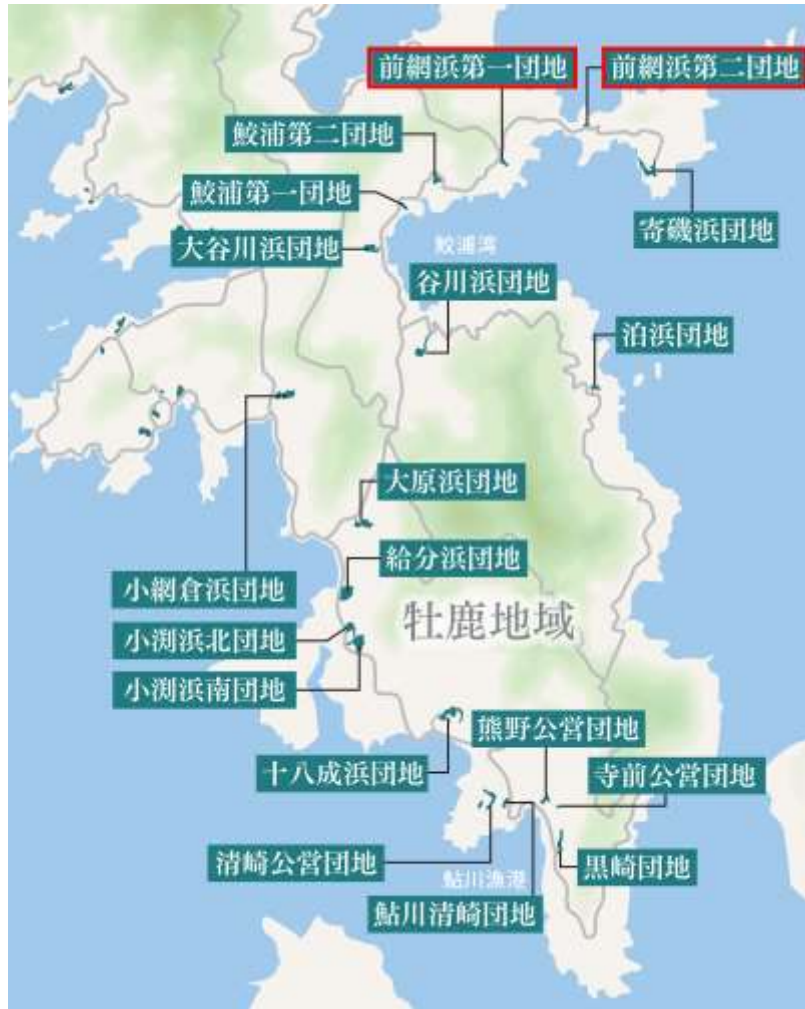 前網浜第一団地
前網浜第二団地
鮫浦第二団地
鮫浦第一団地
寄磯浜団地
大谷川浜団地
鮫浦湾
谷川浜団地
泊浜団地
大原浜団地
給分浜団地
小網倉浜団地
牡鹿地域
小渕浜北団地
小渕浜南団地
熊野公営団地
十八成浜団地
寺前公営団地
清崎公営団地
黒崎団地
鮎川漁港
鮎川清崎団地